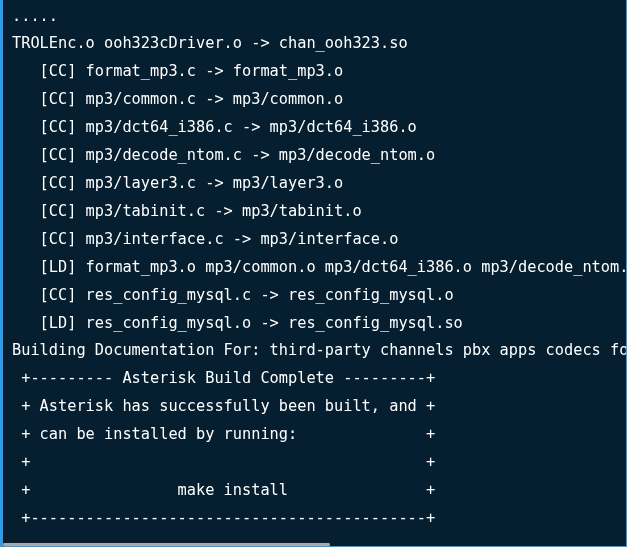 .....
TROLEnc.o ooh323cDriver.o -> chan_ooh323.so
   [CC] format_mp3.c -> format_mp3.o
   [CC] mp3/common.c -> mp3/common.o
   [CC] mp3/dct64_i386.c -> mp3/dct64_i386.o
   [CC] mp3/decode_ntom.c -> mp3/decode_ntom.o
   [CC] mp3/layer3.c -> mp3/layer3.o
   [CC] mp3/tabinit.c -> mp3/tabinit.o
   [CC] mp3/interface.c -> mp3/interface.o
   [LD] format_mp3.o mp3/common.o mp3/dct64_i386.o mp3/decode_ntom.
   [CC] res_config_mysql.c -> res_config_mysql.o
   [LD] res_config_mysql.o -> res_config_mysql.so
Building Documentation For: third-party channels pbx apps codecs fo
 +--------- Asterisk Build Complete ---------+
 + Asterisk has successfully been built, and +
 + can be installed by running:              +
 +                                           +
 +                make install               +
 +-------------------------------------------+